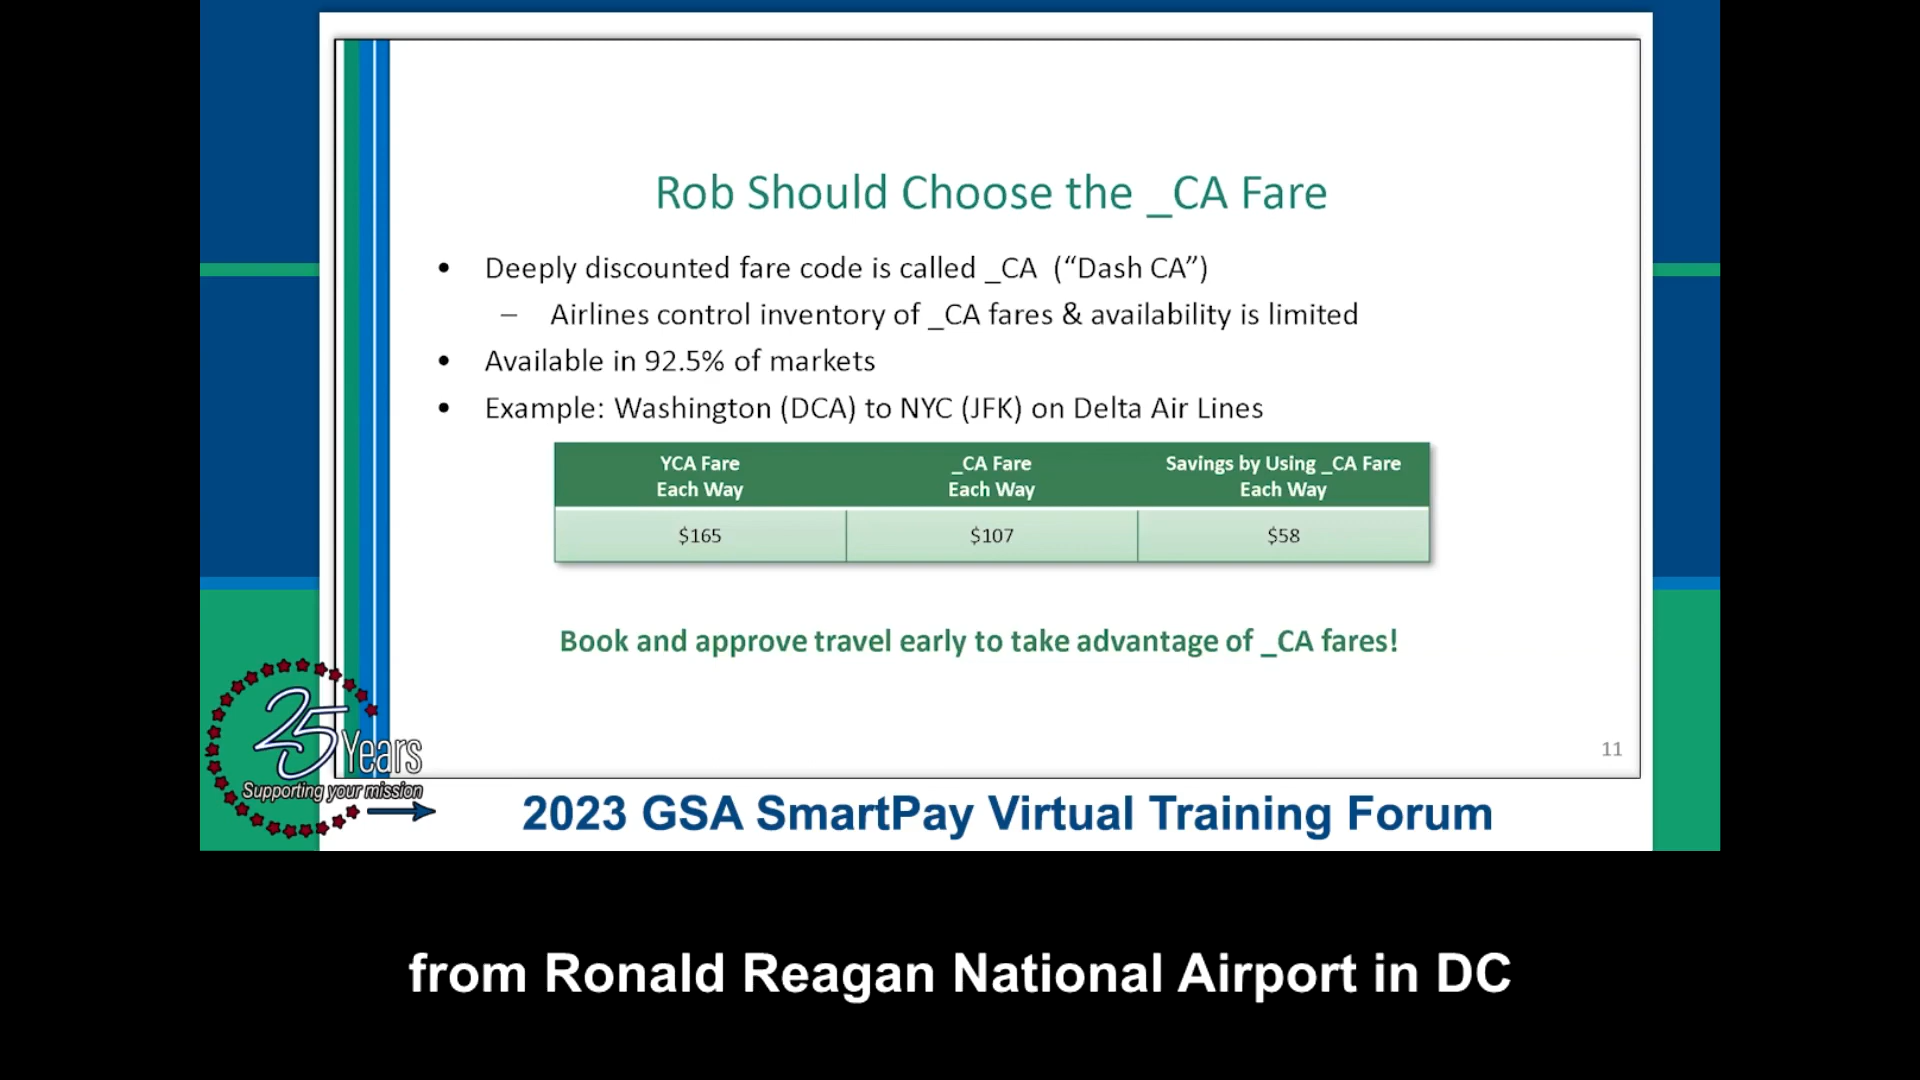 Rob Should Choose the _CA Fare
• Deeply discounted fare code is called _CA (“Dash CA”)
– Airlines control inventory of _CA fares & availability is limited
• Available in 92.5% of markets
• Example: Washington (DCA) to NYC (JFK) on Delta Air Lines
YCA Fare Each Way
_CA Fare Each Way
Savings by Using _CA Fare Each Way
$165
$107
$58
Book and approve travel early to take advantage of _CA fares!
11
25 Years
Supporting your mission
2023 GSA SmartPay Virtual Training Forum
from Ronald Reagan National Airport in DC